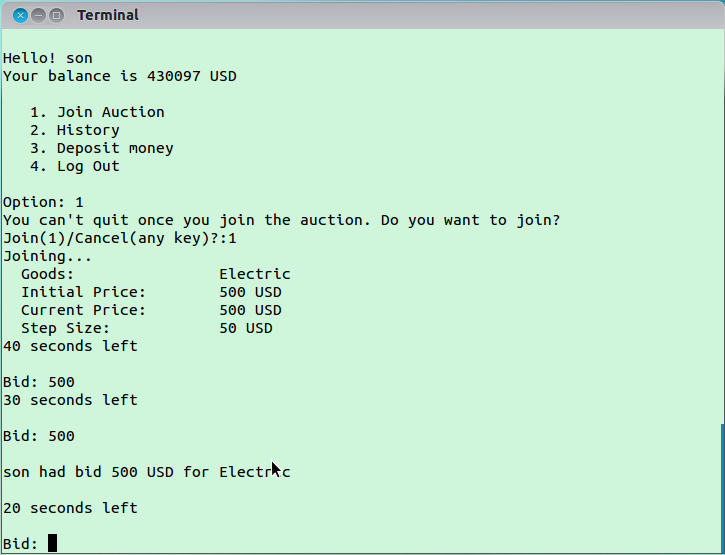 Terminal
Hello! son
Your balance is 430097 USD
1. Join Auction
2. History
3. Deposit money
4. Log Out
Option: 1
You can't quit once you join the auction. Do you want to join?
Join(1)/Cancel(any key)?:1
Joining...
Goods: Electric
Initial Price: 500 USD
Current Price: 500 USD
Step Size: 50 USD
40 seconds left
Bid: 500
30 seconds left
Bid: 500
son had bid 500 USD for Electric
20 seconds left
Bid: